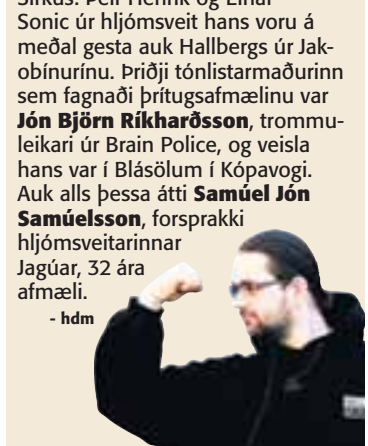 Sirkus. Þeir Henrik og Einar
Sonic úr hljómsveit hans voru á
meðal gesta auk Hallbergs úr Jak-
obínurínu. Þriðji tónlistarmaðurinn
sem fagnaði þrítugsafmælinu var
Jón Björn Ríkharðsson, trommu-
leikari úr Brain Police, og veisla
hans var í Blásölum í Kópavogi.
Auk alls þessa átti Samúel Jón
Samúelsson, forsprakki
hljómsveitarinnar
Jagúar, 32 ára
afmæli.
- hdm